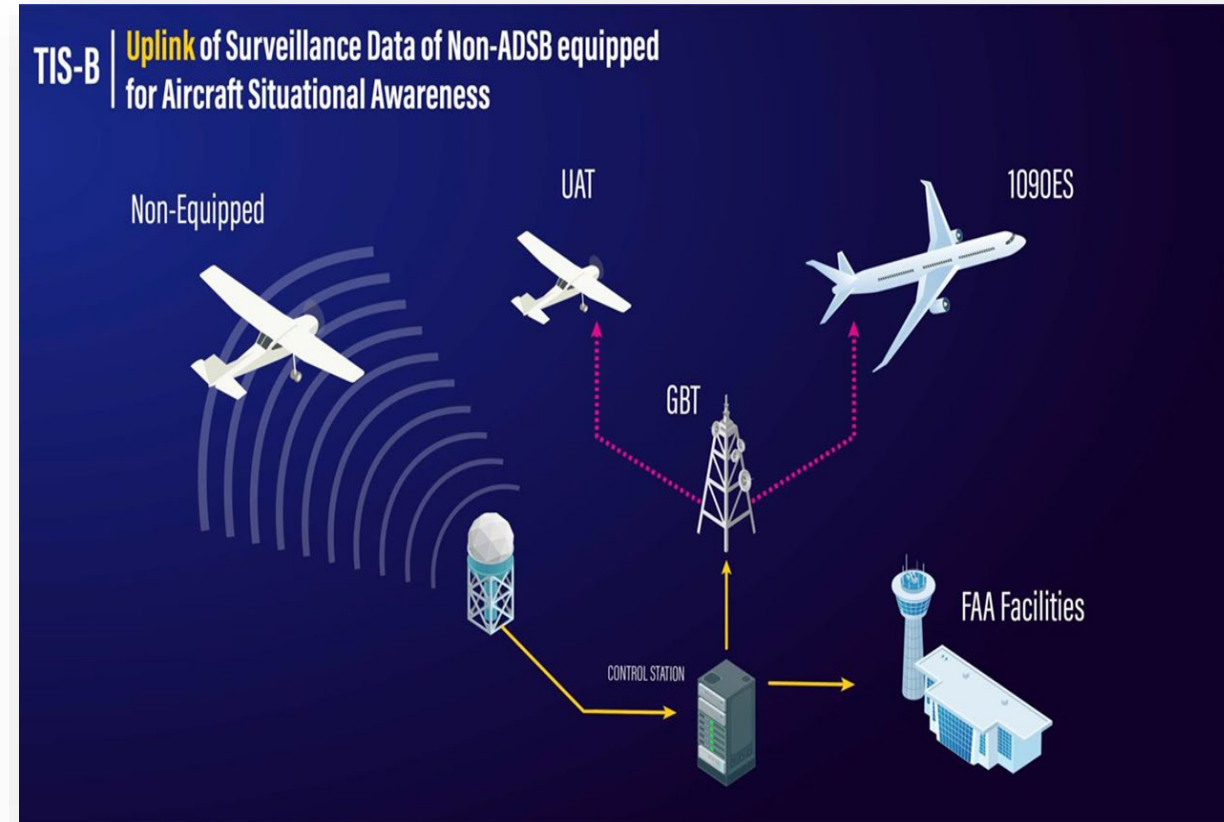 TIS-B
Uplink of Surveillance Data of Non-ADSB equipped
for Aircraft Situational Awareness
Non-Equipped
UAT
1090ES
GBT
FAA Facilities
CONTROL STATION